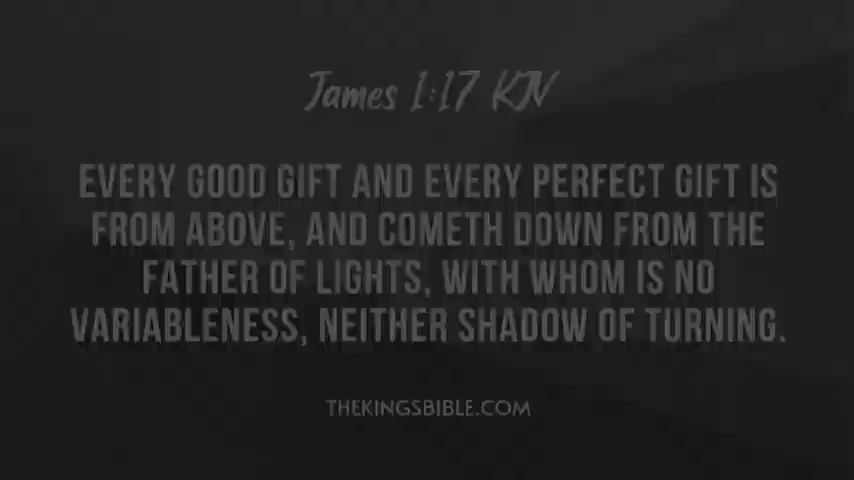 James 1:17 KJV
EVERY GOOD GIFT AND EVERY PERFECT GIFT IS
FROM ABOVE, AND COMETH DOWN FROM THE
FATHER OF LIGHTS, WITH WHOM IS NO
VARIABLENESS, NEITHER SHADOW OF TURNING.
THEKINGSBIBLE.COM